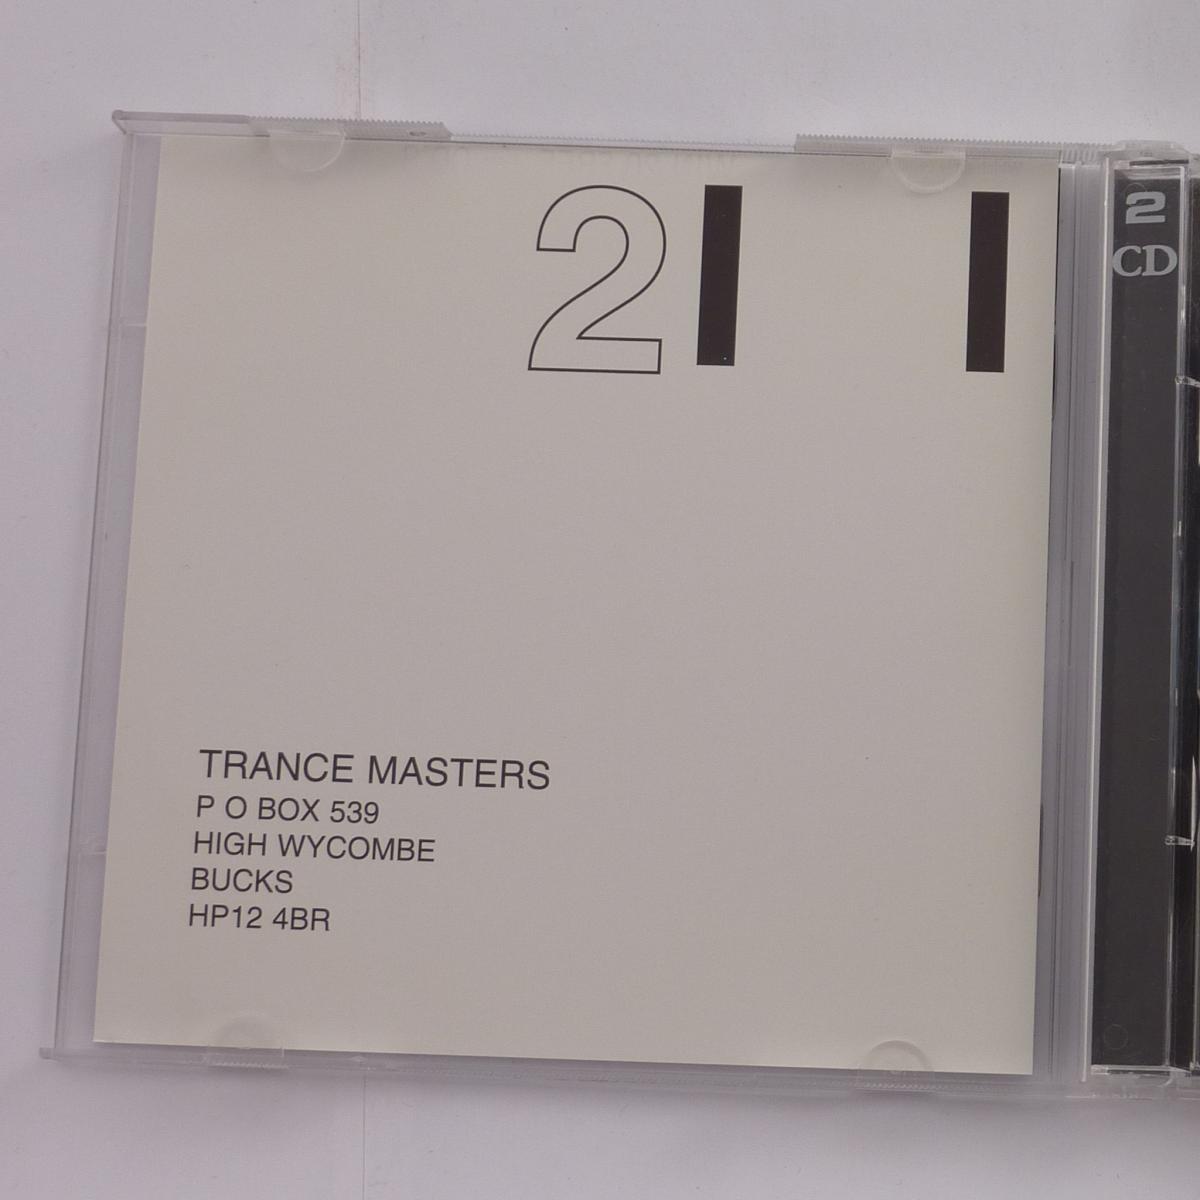 2
TRANCE MASTERS
P O BOX 539
HIGH WYCOMBE
BUCKS
HP12 4BR
2
CD